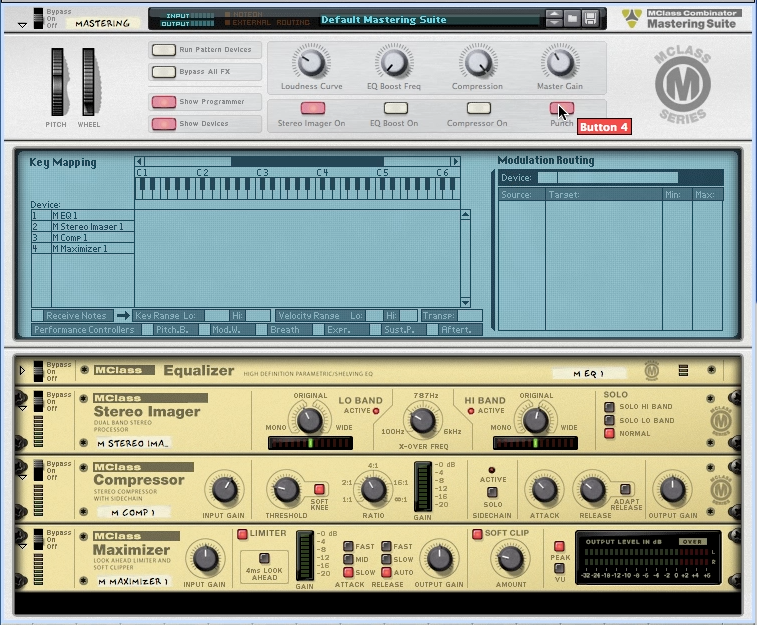 Bypass
On
Off
MASTERING
INPUT
OUTPUT
MOTECH
EXTERNAL ROUTING
Default Mastering Suite
MClass Combinator
Mastering Suite
PITCH
WHEEL
Run Pattern Devices
Bypass All FX
Show Programmer
Show Devices
Loudness Curve
EQ Boost Freq
Compression
Master Gain
Stereo Imager On
EQ Boost On
Compressor On
Punch
Button 4
MCLASS
M
SERIES
Key Mapping
C1 C2 C3 C4 C5 C6
Device:
1 M EQ 1
2 M Stereo Imager 1
3 M Comp 1
4 M Maximizer 1
Receive Notes
Key Range Lo: Hi:
Velocity Range Lo: Hi:
Transp:
Performance Controllers
Pitch.B.
Mod.W.
Breath
Expr.
Sust.P.
Aftert.
Modulation Routing
Device:
Source: Target: Min: Max:
Bypass
On
Off
MClass Equalizer
HIGH DEFINITION PARAMETRIC/SHELVING EQ
M EQ 1
Bypass
On
Off
MClass
Stereo Imager
DUAL BAND STEREO
PROCESSOR
M STEREO IMA.
ORIGINAL
MONO WIDE
LO BAND
ACTIVE
787Hz
100Hz 6kHz
X-OVER FREQ
HI BAND
ACTIVE
ORIGINAL
MONO WIDE
SOLO
SOLO HI BAND
SOLO LO BAND
NORMAL
Bypass
On
Off
MClass
Compressor
STEREO COMPRESSOR
WITH SIDECHAIN
M COMP 1
INPUT GAIN
THRESHOLD
SOFT
KNEE
4:1
2:1 16:1
1:1 ∞:1
RATIO
-0 dB
-4
-8
-12
-16
-20
GAIN
ACTIVE
SOLO
SIDECHAIN
ATTACK
RELEASE
ADAPT
RELEASE
OUTPUT GAIN
Bypass
On
Off
MClass
Maximizer
LOOK AHEAD LIMITER AND
SOFT CLIPPER
M MAXIMIZER 1
INPUT GAIN
LIMITER
4ms LOOK
AHEAD
-0 dB
-4
-8
-12
-16
-20
GAIN
FAST
MID
SLOW
ATTACK
FAST
SLOW
AUTO
RELEASE
OUTPUT GAIN
SOFT CLIP
AMOUNT
PEAK
VU
OUTPUT LEVEL IN dB OVER
L
R
-32 -24 -18 -14 -12 -10 -8 -6 -4 -2 0 +2 +4 +6